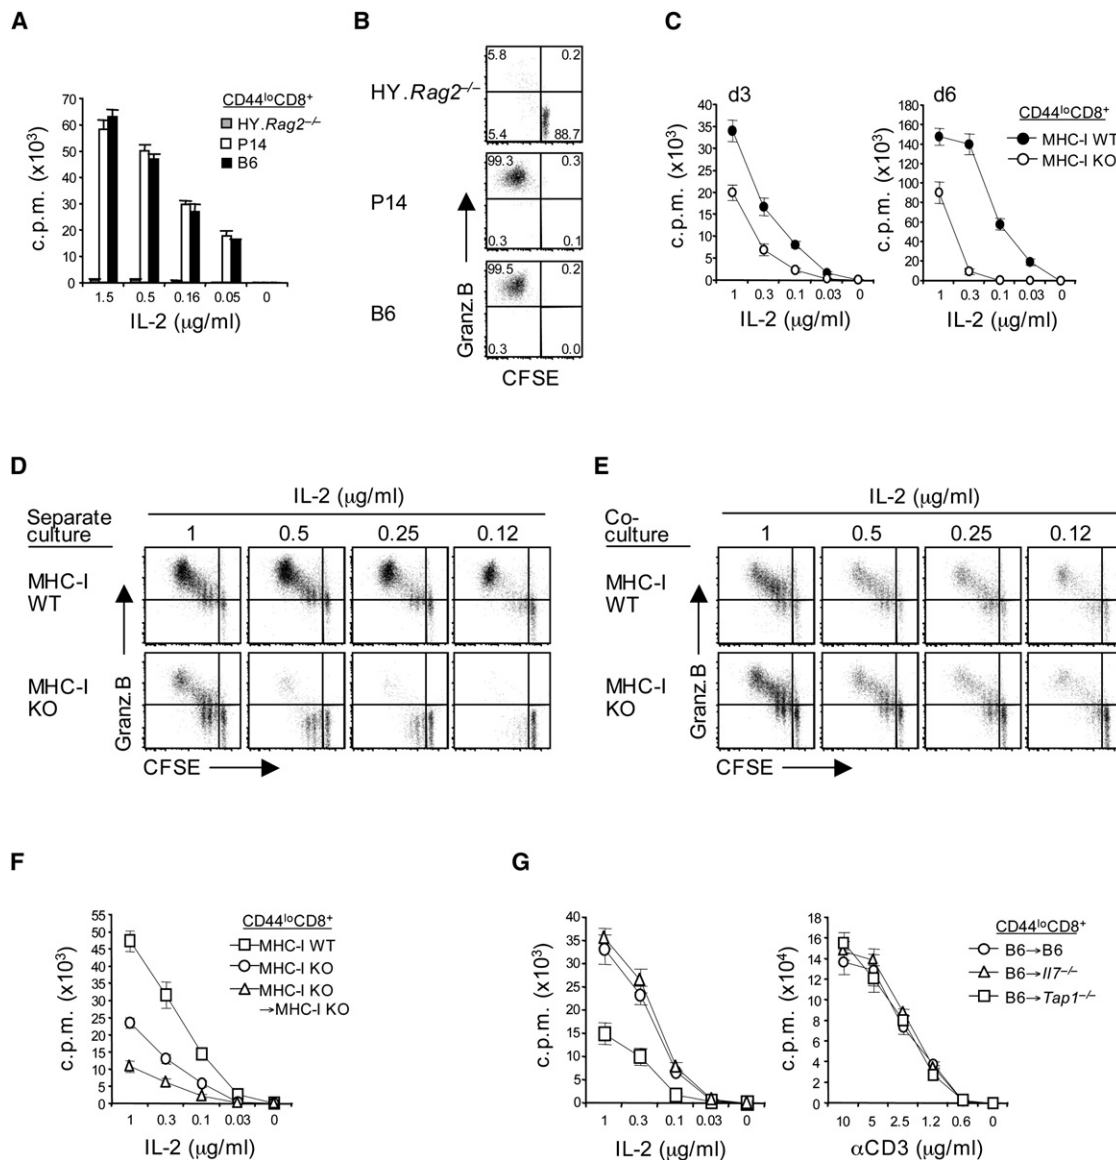 A
CD44loCD8+
HY.Rag2–/–
P14
B6
c.p.m. (x10³)
70
60
50
40
30
20
10
0
1.5 0.5 0.16 0.05 0
IL-2 (μg/ml)
B
HY.Rag2–/–
5.8 0.2
5.4 88.7
P14
99.3 0.3
0.3 0.1
B6
99.5 0.2
0.3 0.0
Granz.B
CFSE
C
d3
c.p.m. (x10³)
40
35
30
25
20
15
10
5
0
1 0.3 0.1 0.03 0
IL-2 (μg/ml)
d6
180
160
140
120
100
80
60
40
20
0
1 0.3 0.1 0.03 0
IL-2 (μg/ml)
CD44loCD8+
MHC-I WT
MHC-I KO
D
IL-2 (μg/ml)
Separate
culture
1 0.5 0.25 0.12
MHC-I
WT
MHC-I
KO
Granz.B
CFSE
E
IL-2 (μg/ml)
Co-
culture
1 0.5 0.25 0.12
MHC-I
WT
MHC-I
KO
Granz.B
CFSE
F
c.p.m. (x10³)
55
50
45
40
35
30
25
20
15
10
5
0
1 0.3 0.1 0.03 0
IL-2 (μg/ml)
CD44loCD8+
MHC-I WT
MHC-I KO
MHC-I KO
→MHC-I KO
G
c.p.m. (x10³)
40
35
30
25
20
15
10
5
0
1 0.3 0.1 0.03 0
IL-2 (μg/ml)
c.p.m. (x10⁴)
18
16
14
12
10
8
6
4
2
0
10 5 2.5 1.2 0.6 0
αCD3 (μg/ml)
CD44loCD8+
B6→B6
B6→Il7–/–
B6→Tap1–/–